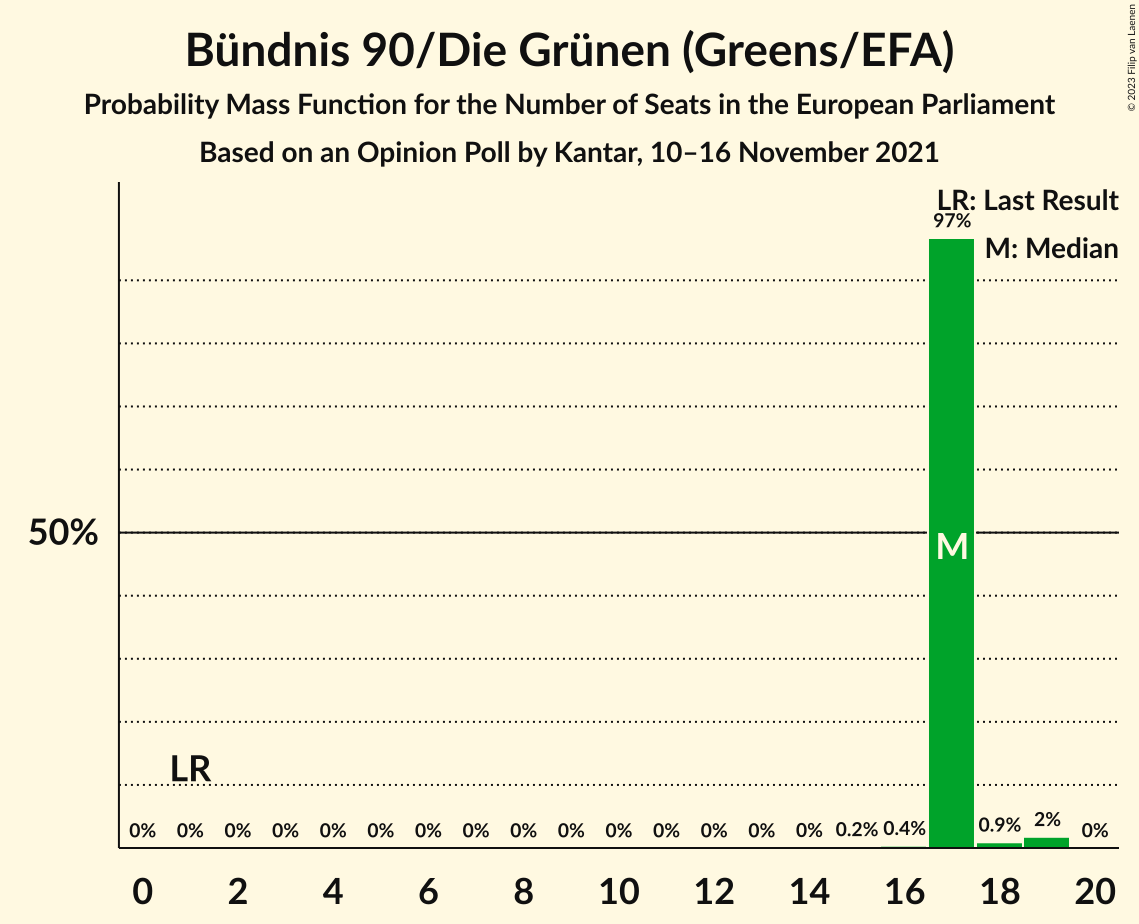 Bündnis 90/Die Grünen (Greens/EFA)
Probability Mass Function for the Number of Seats in the European Parliament
Based on an Opinion Poll by Kantar, 10–16 November 2021
© 2023 Filip van Laenen
LR: Last Result
97%
M: Median
50%
M
LR
0% 0% 0% 0% 0% 0% 0% 0% 0% 0% 0% 0% 0% 0% 0% 0.2% 0.4% 0.9% 2% 0%
0 2 4 6 8 10 12 14 16 18 20